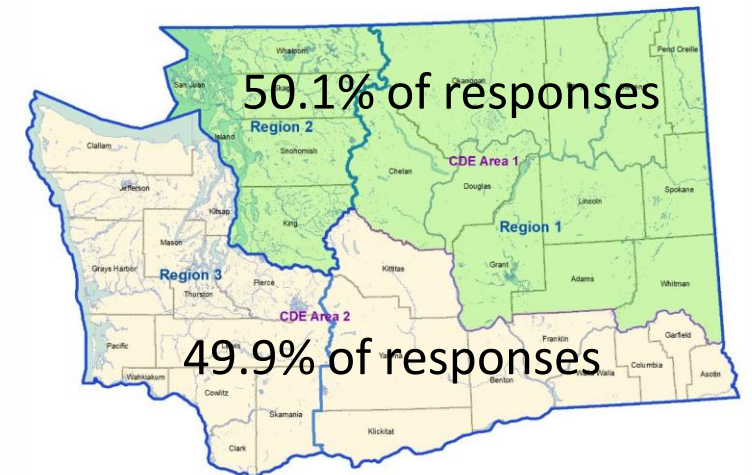 Whatcom
Pend Oreille
San Juan
Skagit
Okanogan
50.1% of responses
Region 2
Island
Snohomish
Clallam
CDE Area 1
Chelan
Douglas
Jefferson
Lincoln
Spokane
Kitsap
King
Region 1
Mason
Grant
Grays Harbor
Region 3
Kittitas
Adams
Whitman
Pierce
Thurston
CDE Area 2
Pacific
49.9% of responses
Franklin
Garfield
Columbia
Asotin
Wahkiakum
Benton
Walla Walla
Cowlitz
Skamania
Klickitat
Clark